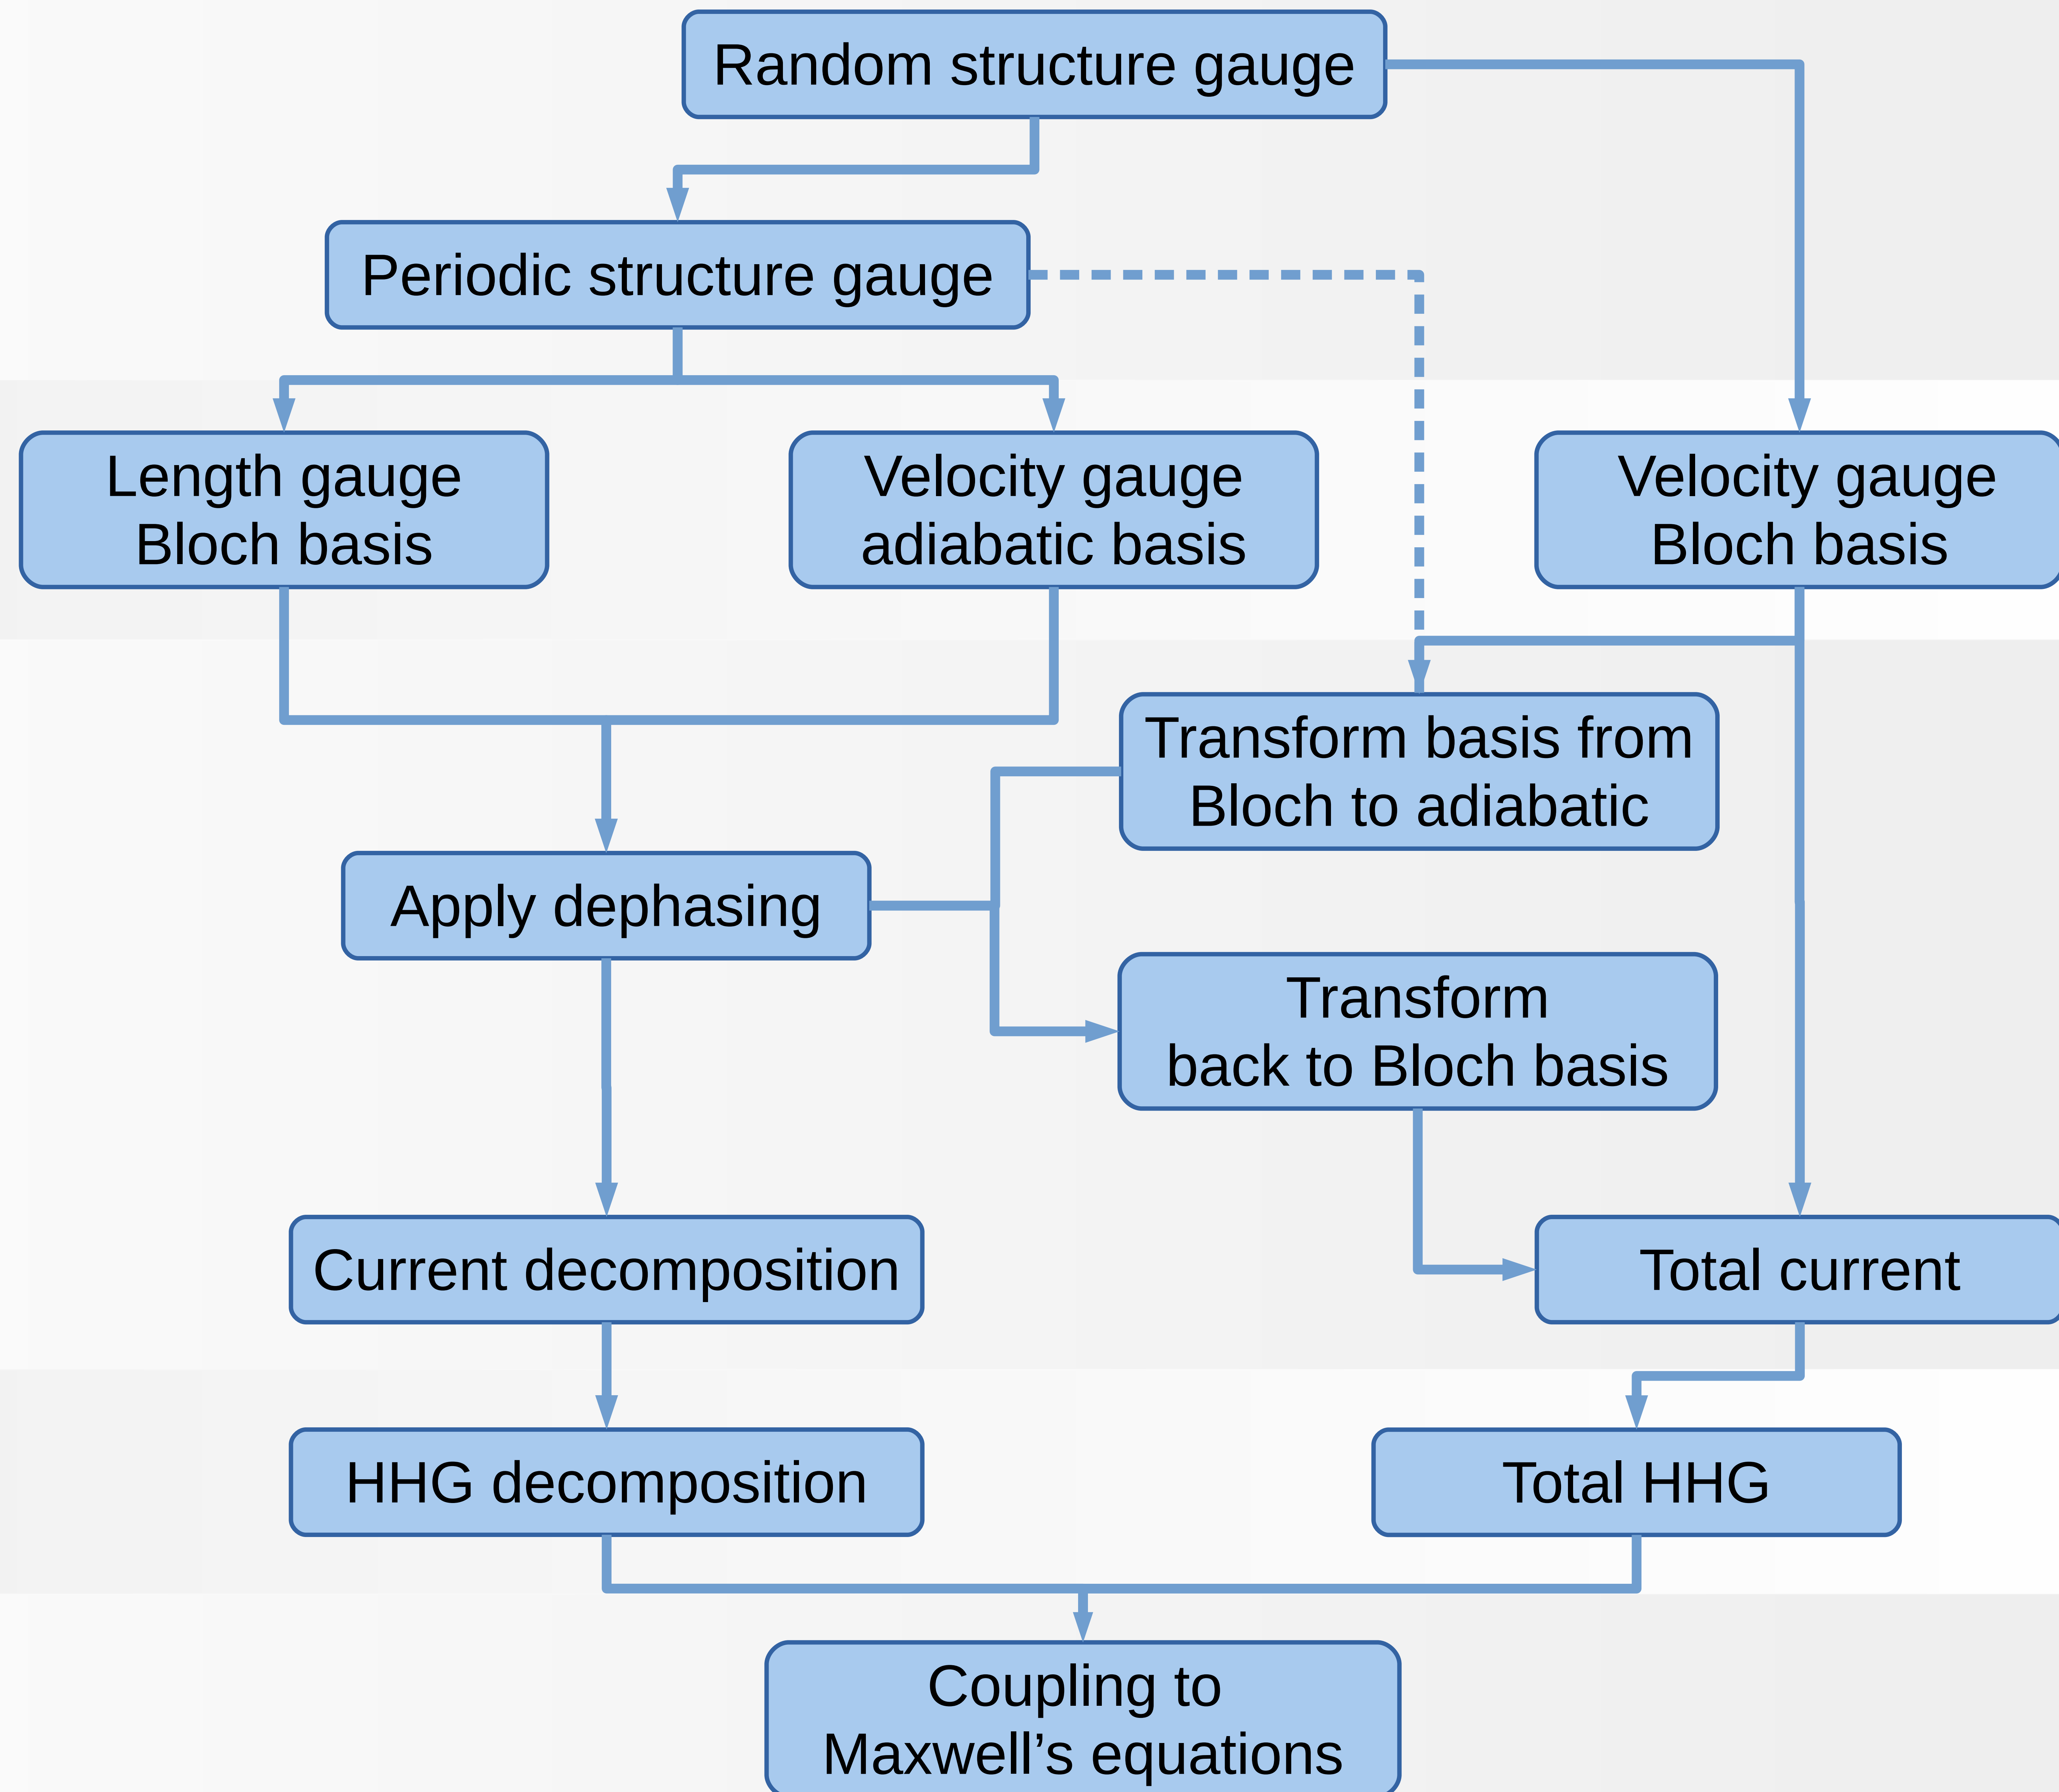 Random structure gauge
Periodic structure gauge
Length gauge
Bloch basis
Velocity gauge
adiabatic basis
Velocity gauge
Bloch basis
Transform basis from
Bloch to adiabatic
Apply dephasing
Transform
back to Bloch basis
Current decomposition
Total current
HHG decomposition
Total HHG
Coupling to
Maxwell’s equations